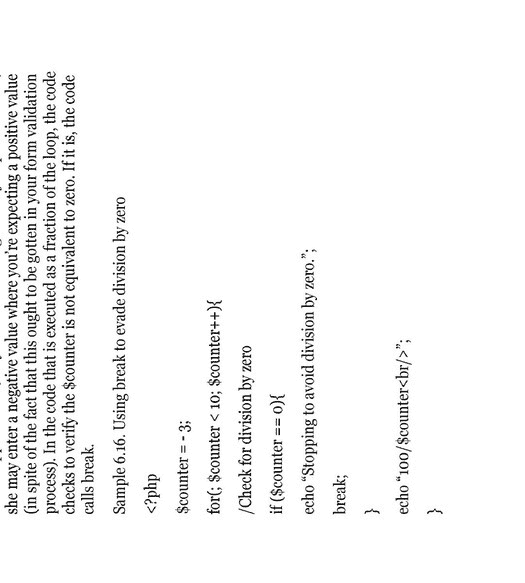 she may enter a negative value where you're expecting a positive value
(in spite of the fact that this ought to be gotten in your form validation
process). In the code that is executed as a fraction of the loop, the code
checks to verify the $counter is not equivalent to zero. If it is, the code
calls break.
Sample 6.16. Using break to evade division by zero
<?php
$counter = - 3;
for(; $counter < 10; $counter++){
/Check for division by zero
if ($counter == 0){
echo “Stopping to avoid division by zero.”;
break;
}
echo “100/$counter<br/>”;
}